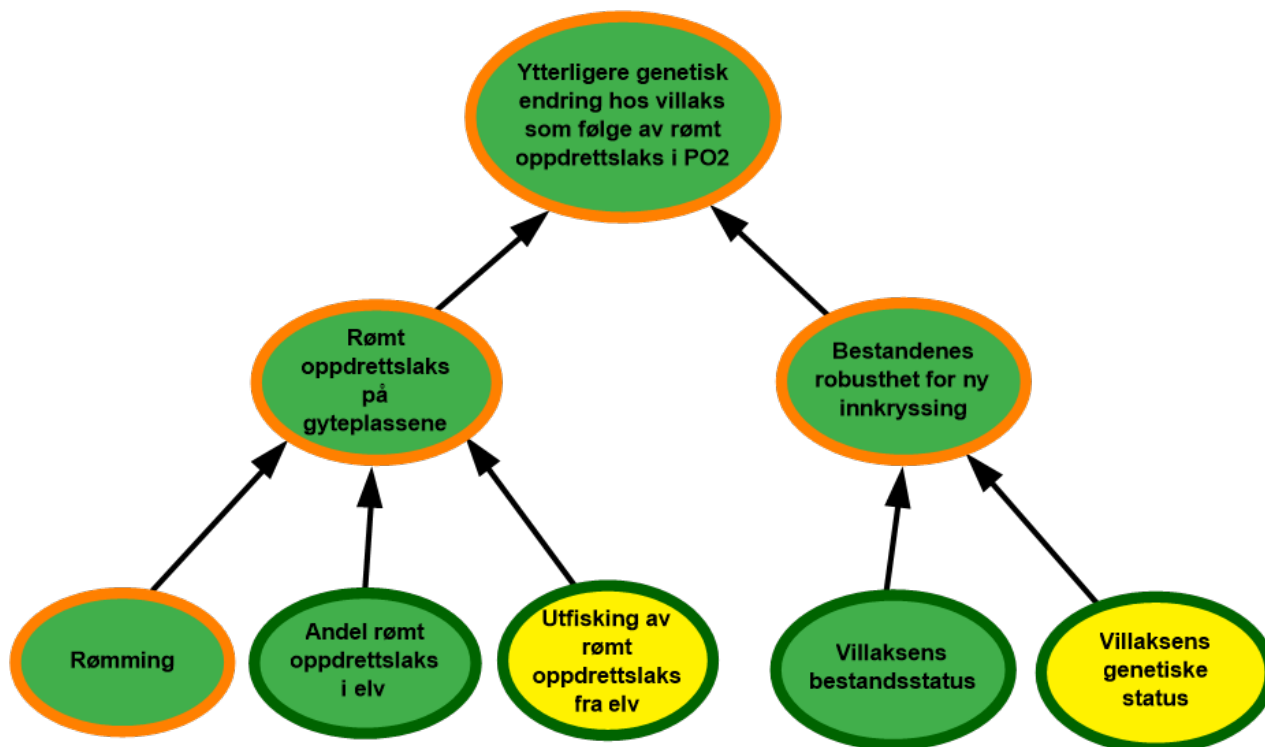 Ytterligere genetisk
endring hos villaks
som følge av rømt
oppdrettslaks i PO2
Rømt
oppdrettslaks
på
gyteplassene
Bestandenes
robusthet for ny
innkryssing
Rømming
Andel rømt
oppdrettslaks
i elv
Utfisking av
rømt
oppdrettslaks
fra elv
Villaksens
bestandsstatus
Villaksens
genetiske
status